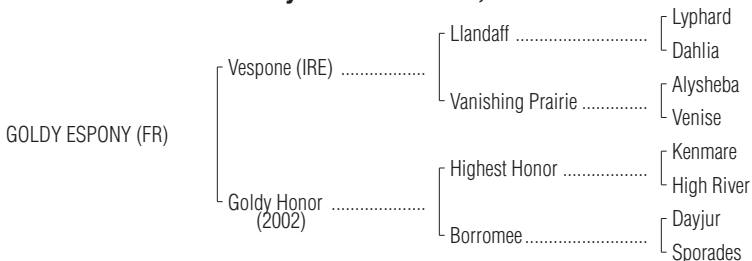 Lyphard
Llandaff ............................
Dahlia
Vespone (IRE) ..................
Alysheba
Vanishing Prairie ..............
Venise
GOLDY ESPONY (FR)
Kenmare
Highest Honor ..................
High River
Goldy Honor ....................
(2002)
Dayjur
Borromee..........................
Sporades